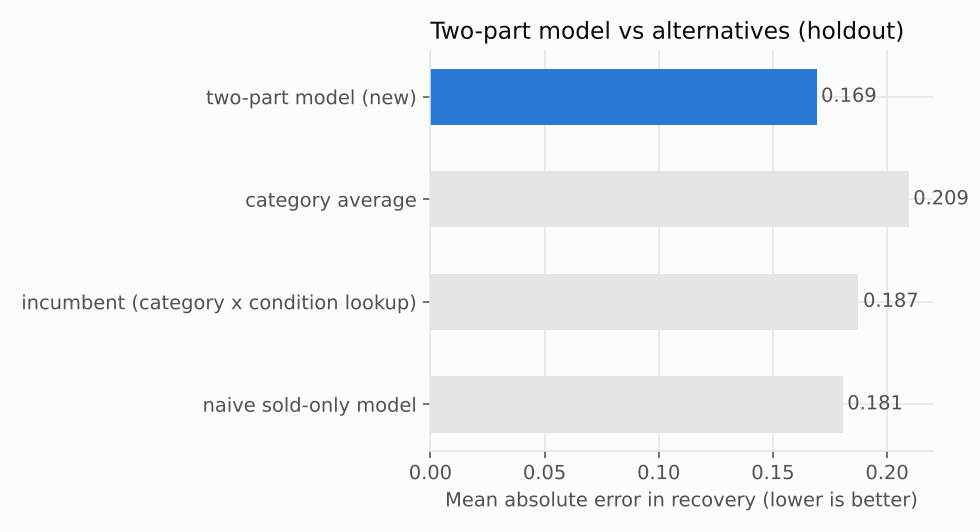 Two-part model vs alternatives (holdout)
two-part model (new)
0.169
category average
0.209
incumbent (category x condition lookup)
0.187
naive sold-only model
0.181
0.00 0.05 0.10 0.15 0.20
Mean absolute error in recovery (lower is better)